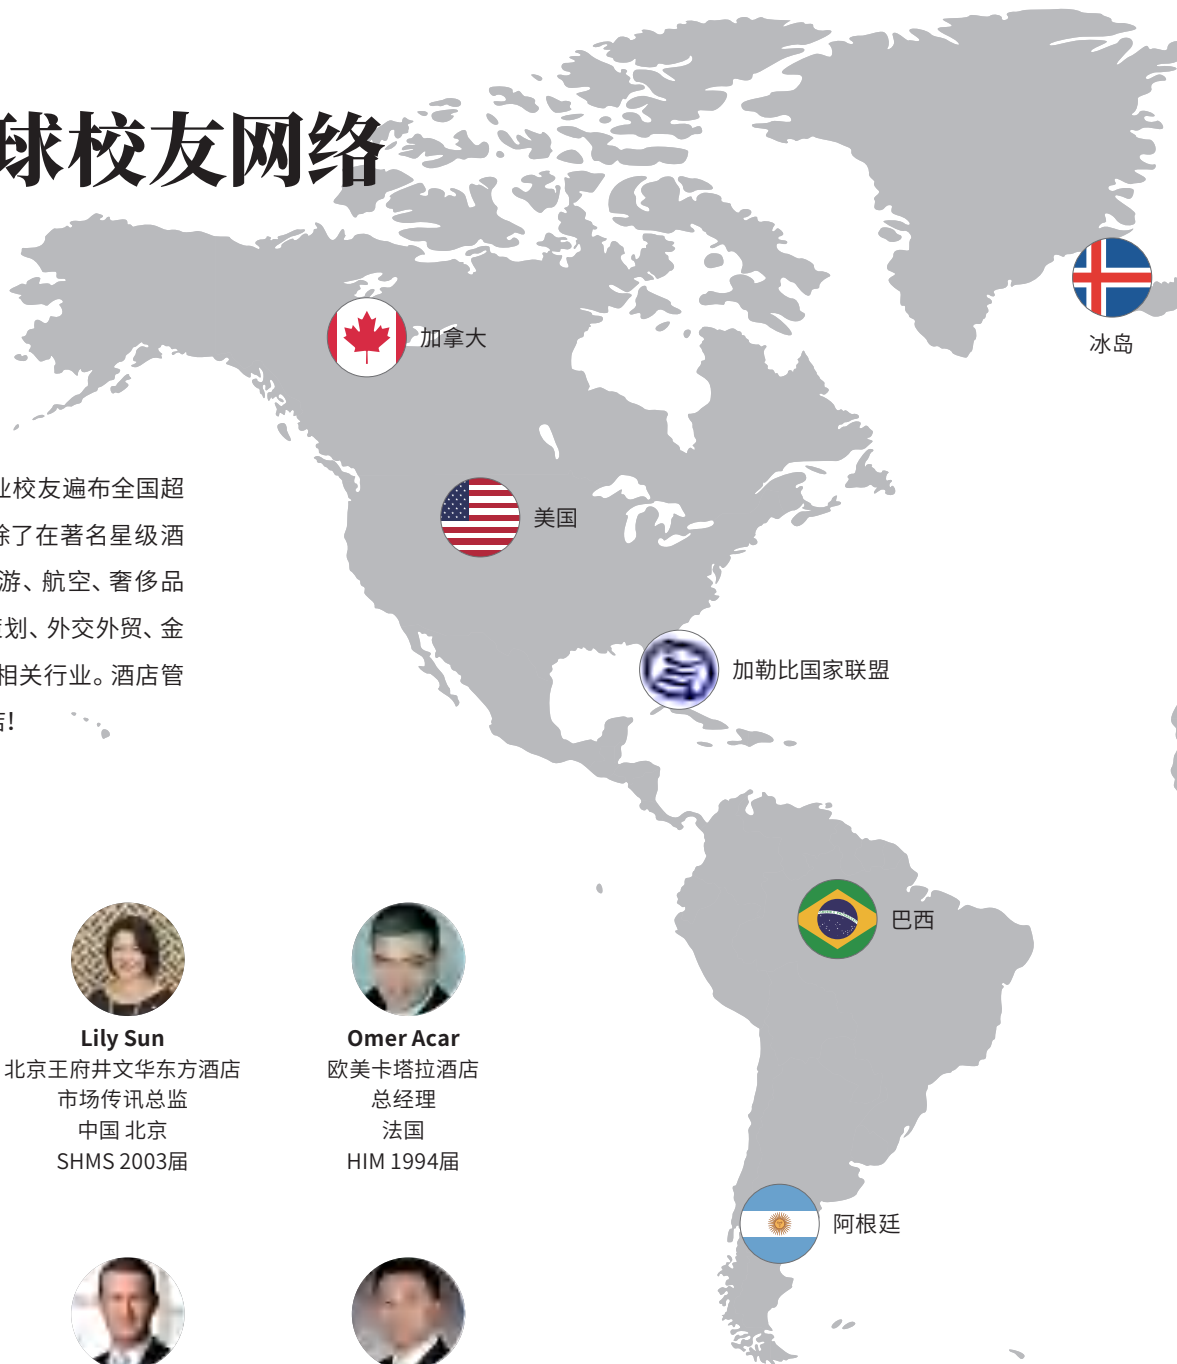 球校友网络
加拿大
冰岛
业校友遍布全国超
除了在著名星级酒
游、航空、奢侈品
划、外交外贸、金
相关行业。酒店管
!
美国
加勒比国家联盟
巴西
Lily Sun
北京王府井文华东方酒店
市场传讯总监
中国 北京
SHMS 2003届
Omer Acar
欧美卡塔拉酒店
总经理
法国
HIM 1994届
阿根廷